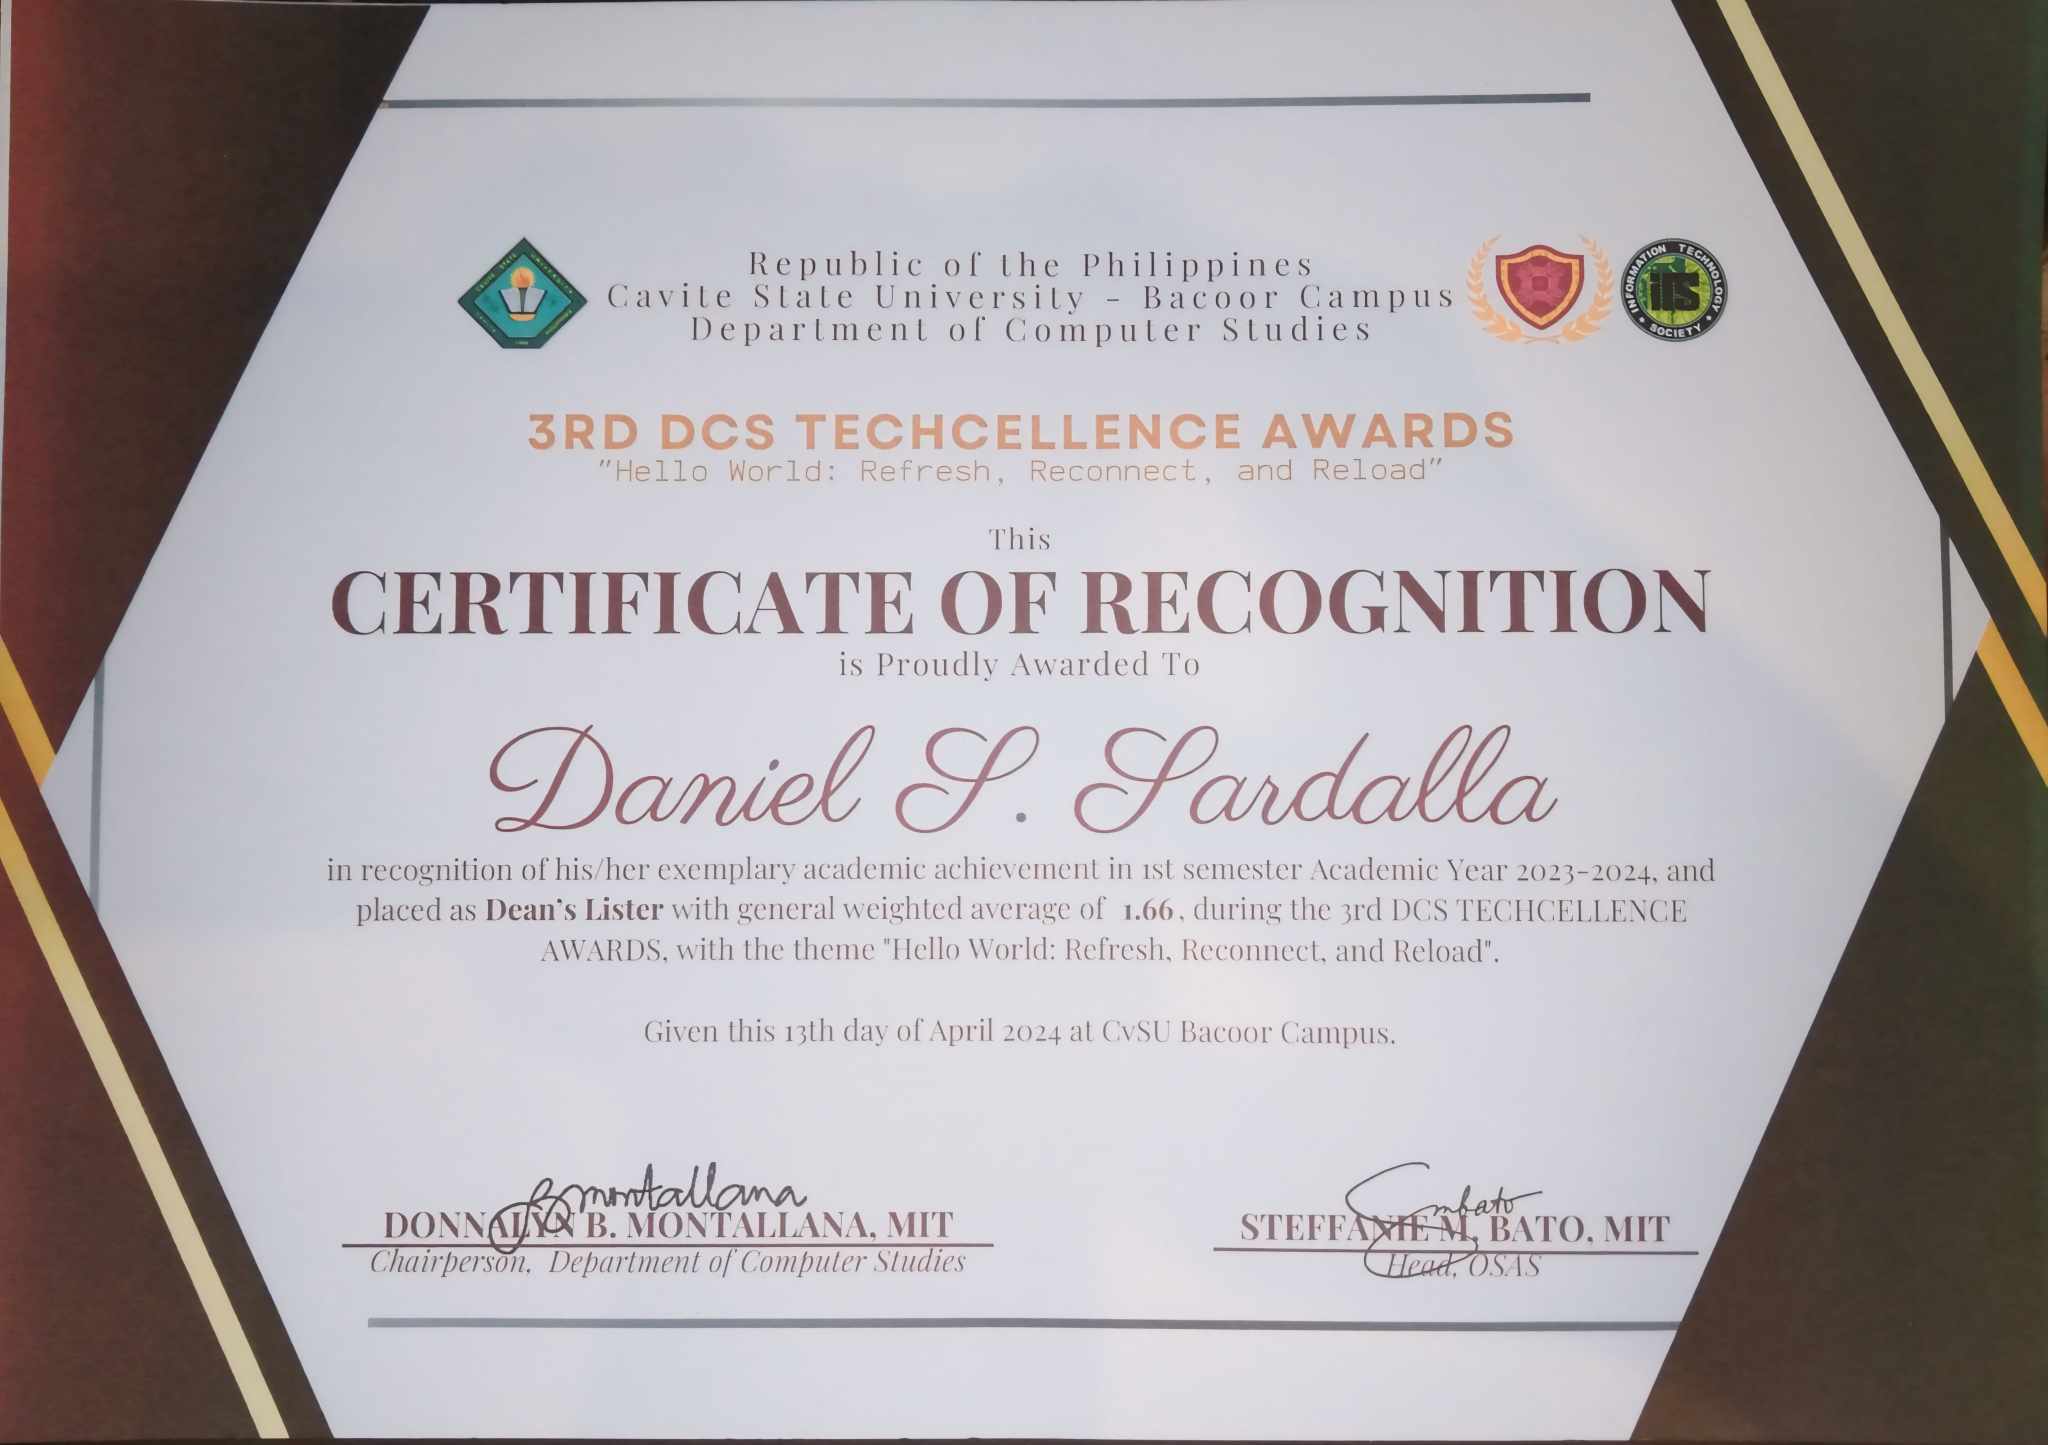 Republic of the Philippines
Cavite State University - Bacoor Campus
Department of Computer Studies
INFORMATION TECHNOLOGY
iTS
SOCIETY
3RD DCS TECHCELLENCE AWARDS
"Hello World: Refresh, Reconnect, and Reload"
This
CERTIFICATE OF RECOGNITION
is Proudly Awarded To
Daniel S. Sardalla
in recognition of his/her exemplary academic achievement in 1st semester Academic Year 2023-2024, and
placed as Dean's Lister with general weighted average of 1.66, during the 3rd DCS TECHCELLENCE
AWARDS, with the theme "Hello World: Refresh, Reconnect, and Reload".
Given this 13th day of April 2024 at CvSU Bacoor Campus.
DONNALYN B. MONTALLANA, MIT
Chairperson, Department of Computer Studies
STEFFANIE M. BATO, MIT
Head, OSAS